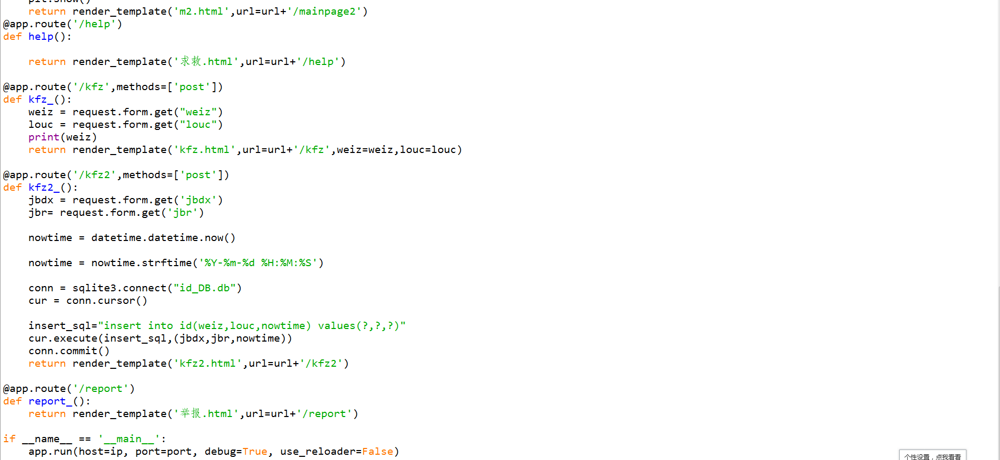 plt.show()
    return render_template('m2.html',url=url+'/mainpage2')
@app.route('/help')
def help():
    return render_template('求救.html',url=url+'/help')
@app.route('/kfz',methods=['post'])
def kfz_():
    weiz = request.form.get("weiz")
    louc = request.form.get("louc")
    print(weiz)
    return render_template('kfz.html',url=url+'/kfz',weiz=weiz,louc=louc)
@app.route('/kfz2',methods=['post'])
def kfz2_():
    jbdx = request.form.get('jbdx')
    jbr= request.form.get('jbr')
    nowtime = datetime.datetime.now()
    nowtime = nowtime.strftime('%Y-%m-%d %H:%M:%S')
    conn = sqlite3.connect("id_DB.db")
    cur = conn.cursor()
    insert_sql="insert into id(weiz,louc,nowtime) values(?,?,?)"
    cur.execute(insert_sql,(jbdx,jbr,nowtime))
    conn.commit()
    return render_template('kfz2.html',url=url+'/kfz2')
@app.route('/report')
def report_():
    return render_template('举报.html',url=url+'/report')
if __name__ == '__main__':
    app.run(host=ip, port=port, debug=True, use_reloader=False)
个性设置，点我看看